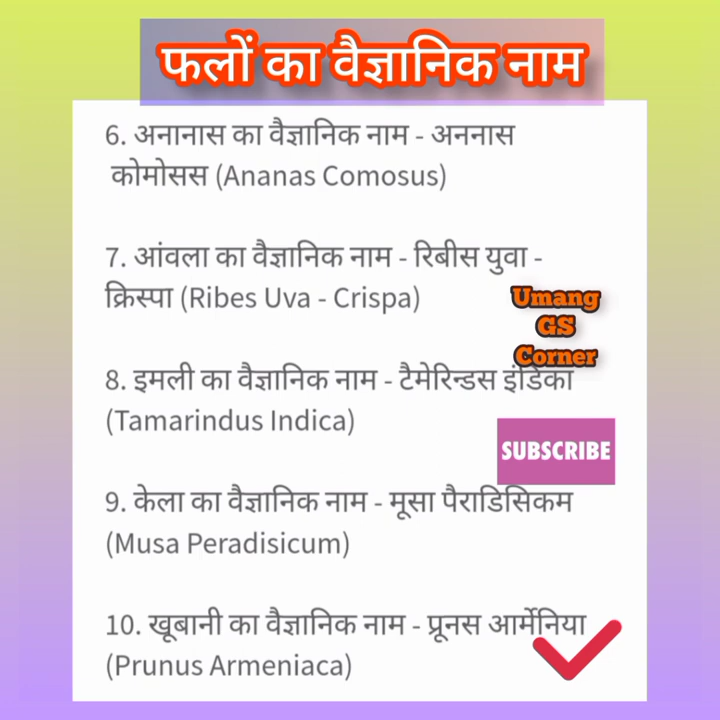 फलों का वैज्ञानिक नाम
6. अनानास का वैज्ञानिक नाम - अननास
कोमोसस (Ananas Comosus)
7. आंवला का वैज्ञानिक नाम - रिबीस युवा -
क्रिस्पा (Ribes Uva - Crispa)
Umang
GS
Corner
8. इमली का वैज्ञानिक नाम - टैमेरिन्डस इंडिका
(Tamarindus Indica)
SUBSCRIBE
9. केला का वैज्ञानिक नाम - मूसा पैराडिसिकम
(Musa Peradisicum)
10. खूबानी का वैज्ञानिक नाम - प्रूनस आर्मेनिया
(Prunus Armeniaca)